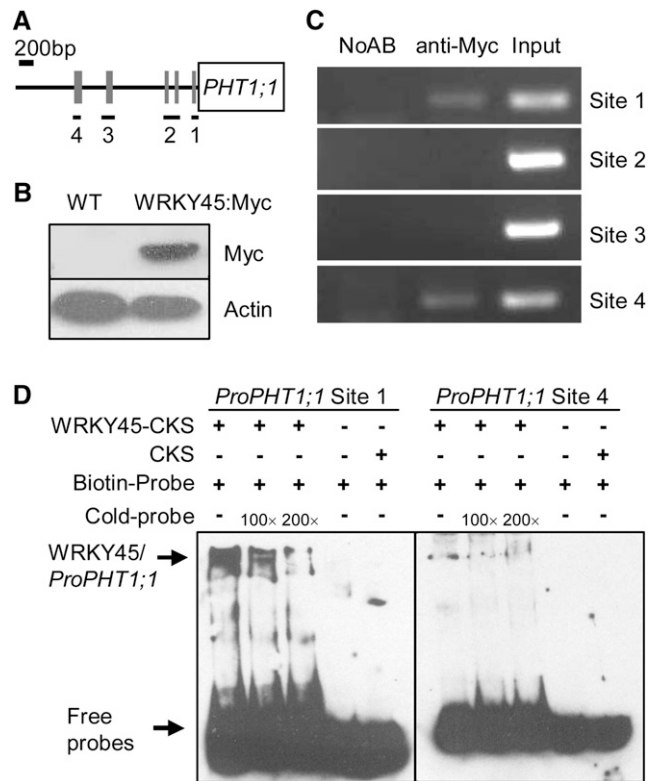 A
200bp
PHT1;1
4 3 2 1
B
WT WRKY45:Myc
Myc
Actin
C
NoAB anti-Myc Input
Site 1
Site 2
Site 3
Site 4
D
ProPHT1;1 Site 1 ProPHT1;1 Site 4
WRKY45-CKS + + + - - + + + - -
CKS - - - - + - - - - +
Biotin-Probe + + + + + + + + + +
Cold-probe - 100× 200× - - - 100× 200× - -
WRKY45/
ProPHT1;1
Free
probes